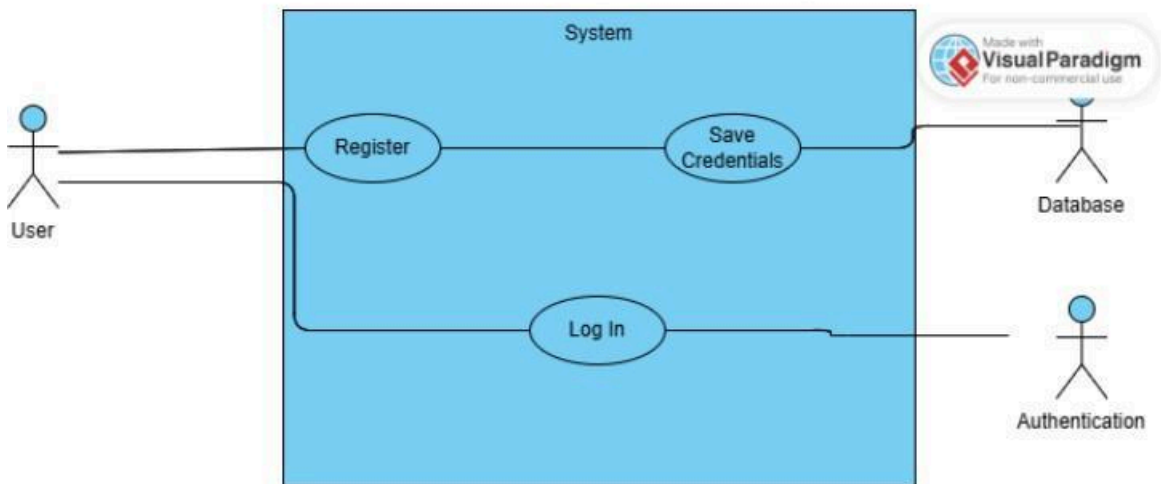 System
Made with
Visual Paradigm
For non-commercial use
Register
Save
Credentials
User
Database
Log In
Authentication